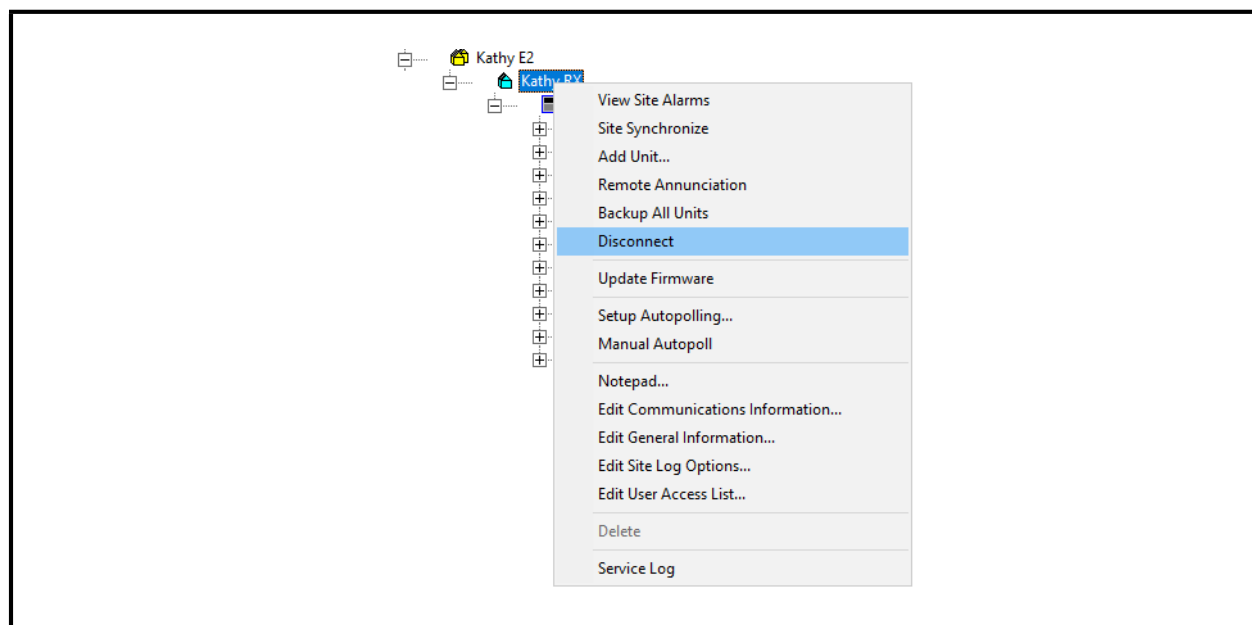 Kathy E2
Kathy RX
View Site Alarms
Site Synchronize
Add Unit...
Remote Annunciation
Backup All Units
Disconnect
Update Firmware
Setup Autopolling...
Manual Autopoll
Notepad...
Edit Communications Information...
Edit General Information...
Edit Site Log Options...
Edit User Access List...
Delete
Service Log